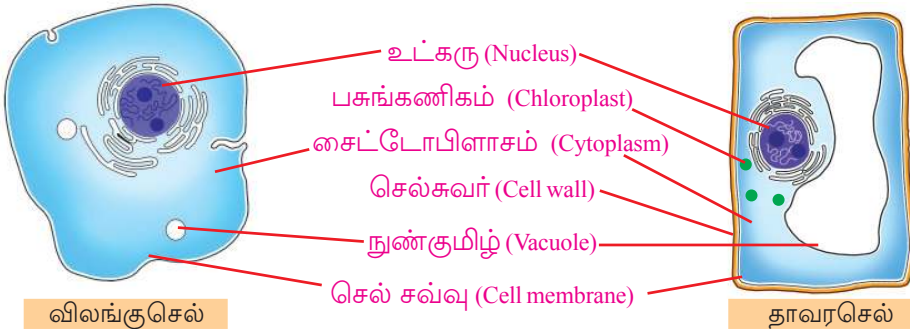 உட்கரு (Nucleus)
பசுங்கணிகம் (Chloroplast)
சைட்டோபிளாசம் (Cytoplasm)
செல்சுவர் (Cell wall)
நுண்குமிழ் (Vacuole)
செல் சவ்வு (Cell membrane)
விலங்குசெல்
தாவரசெல்